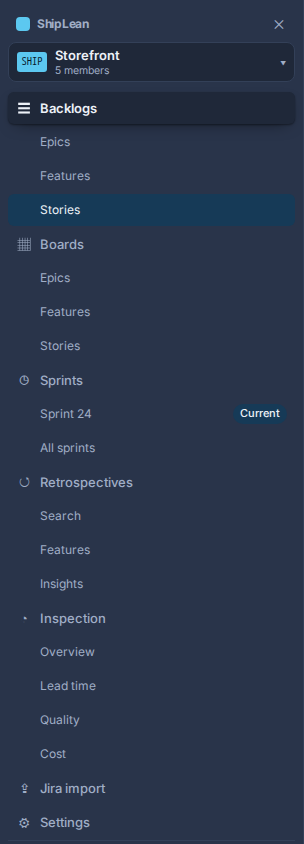 ShipLean
SHIP
Storefront
5 members
Backlogs
Epics
Features
Stories
Boards
Epics
Features
Stories
Sprints
Sprint 24 Current
All sprints
Retrospectives
Search
Features
Insights
Inspection
Overview
Lead time
Quality
Cost
Jira import
Settings